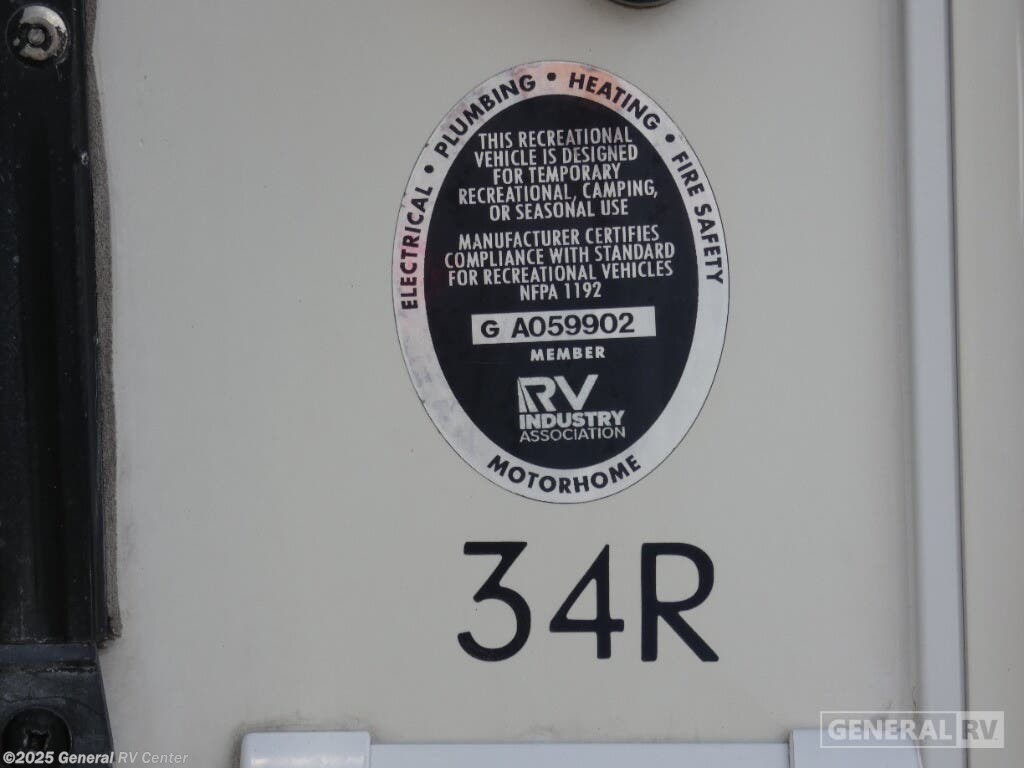 ELECTRICAL • PLUMBING • HEATING • FIRE SAFETY
THIS RECREATIONAL
VEHICLE IS DESIGNED
FOR TEMPORARY
RECREATIONAL, CAMPING,
OR SEASONAL USE
MANUFACTURER CERTIFIES
COMPLIANCE WITH STANDARD
FOR RECREATIONAL VEHICLES
NFPA 1192
G A059902
MEMBER
RV
INDUSTRY
ASSOCIATION
MOTORHOME
34R
GENERAL RV
©2025 General RV Center